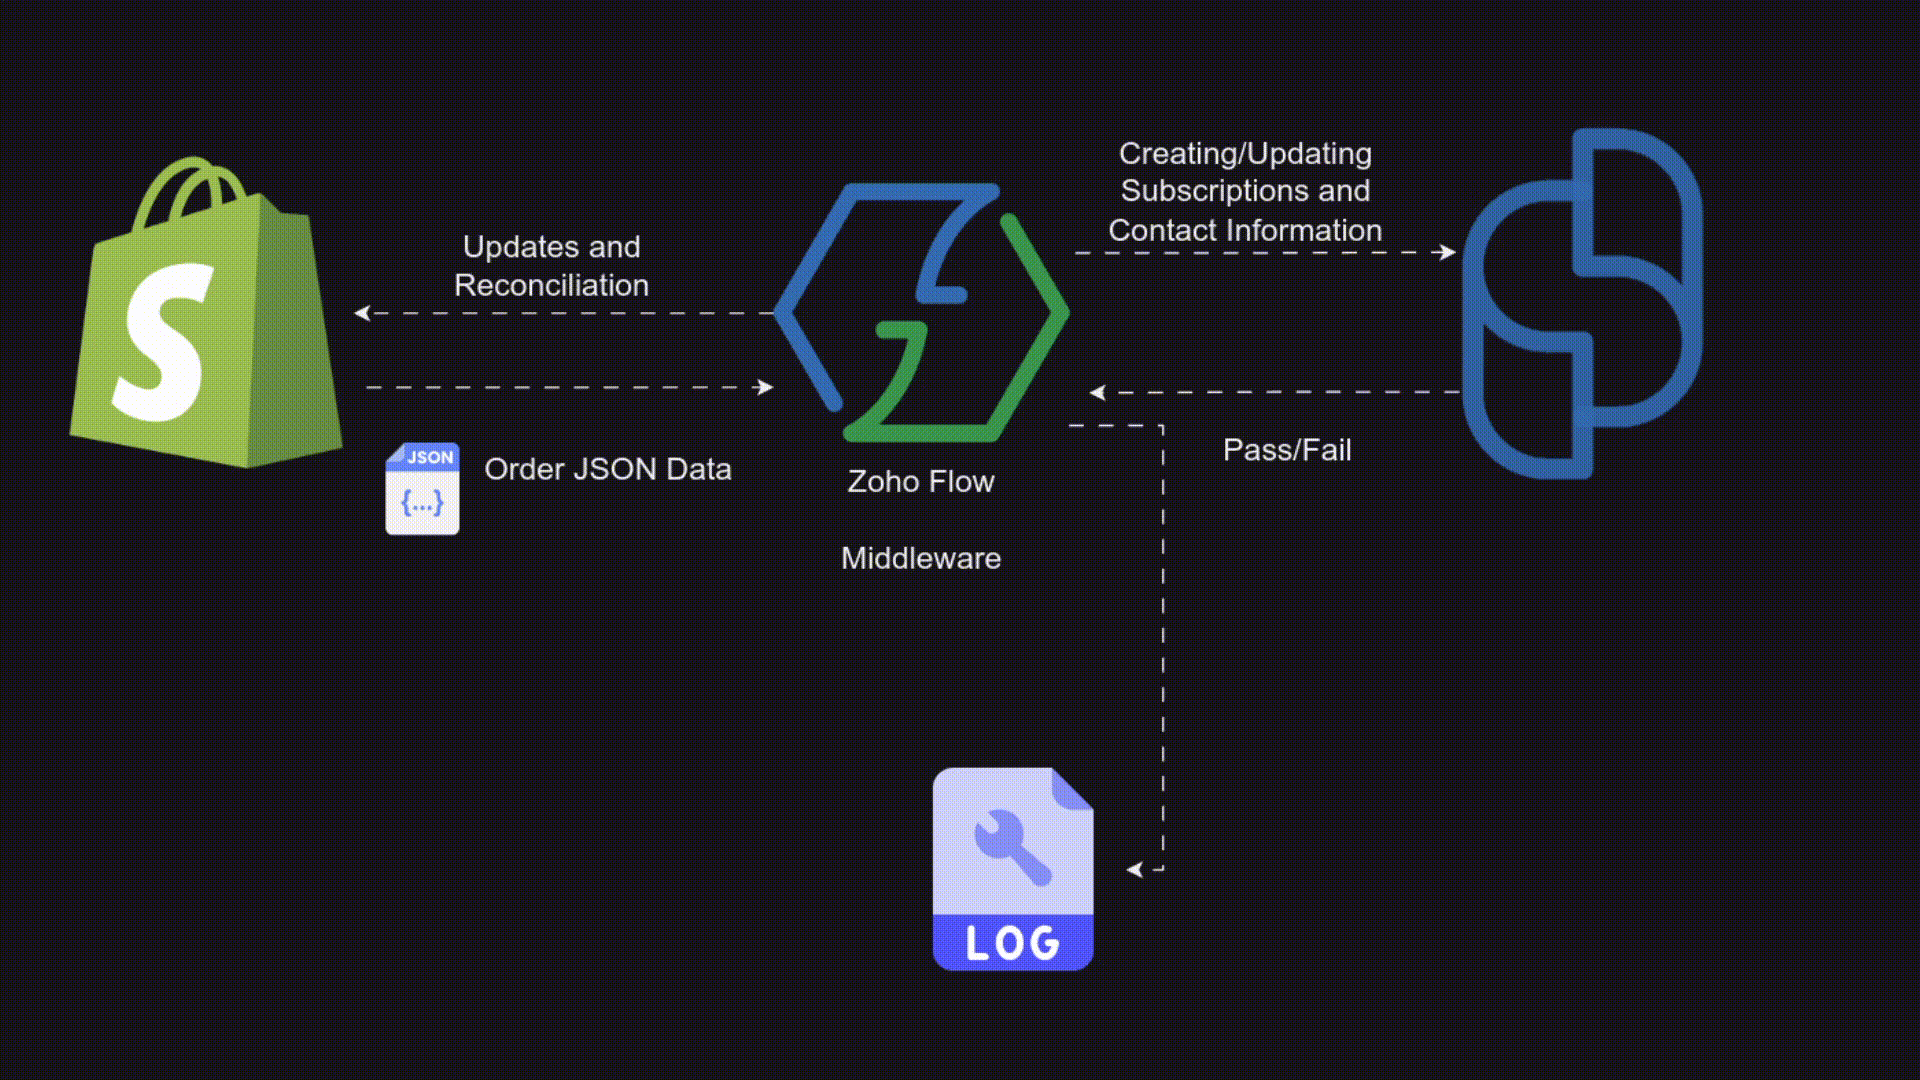 Creating/Updating
Subscriptions and
Contact Information
Updates and
Reconciliation
S
JSON
{...}
Order JSON Data
Pass/Fail
Zoho Flow
Middleware
LOG